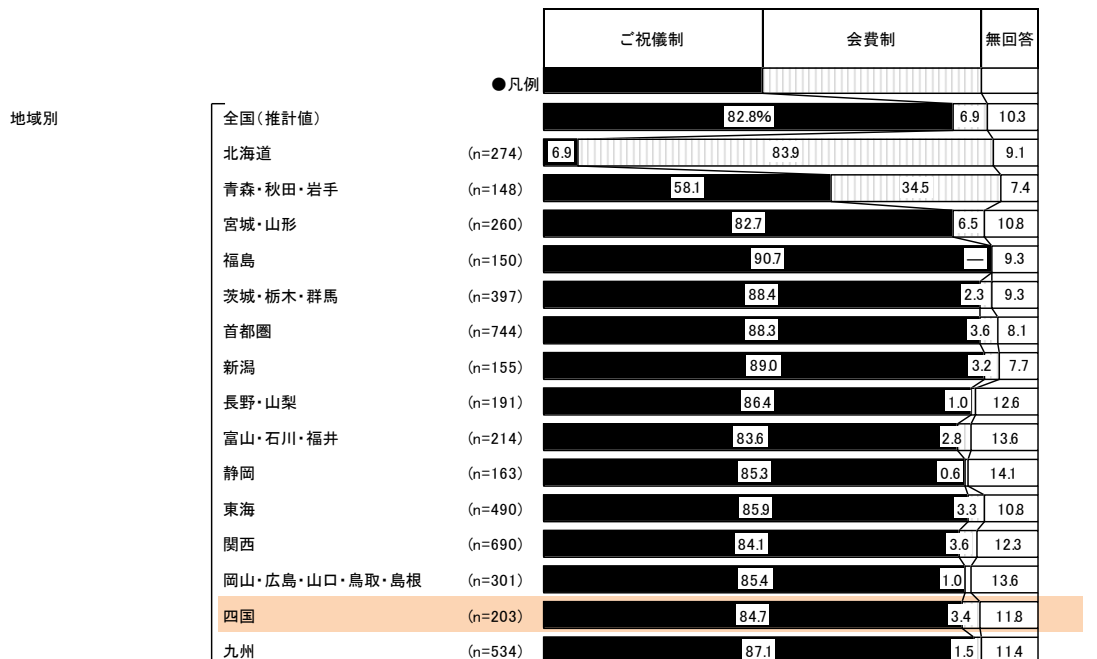 ご祝儀制 会費制 無回答
●凡例
地域別 全国(推計値) 82.8% 6.9 10.3
北海道 (n=274) 6.9 83.9 9.1
青森・秋田・岩手 (n=148) 58.1 34.5 7.4
宮城・山形 (n=260) 82.7 6.5 10.8
福島 (n=150) 90.7 — 9.3
茨城・栃木・群馬 (n=397) 88.4 2.3 9.3
首都圏 (n=744) 88.3 3.6 8.1
新潟 (n=155) 89.0 3.2 7.7
長野・山梨 (n=191) 86.4 1.0 12.6
富山・石川・福井 (n=214) 83.6 2.8 13.6
静岡 (n=163) 85.3 0.6 14.1
東海 (n=490) 85.9 3.3 10.8
関西 (n=690) 84.1 3.6 12.3
岡山・広島・山口・鳥取・島根 (n=301) 85.4 1.0 13.6
四国 (n=203) 84.7 3.4 11.8
九州 (n=534) 87.1 1.5 11.4